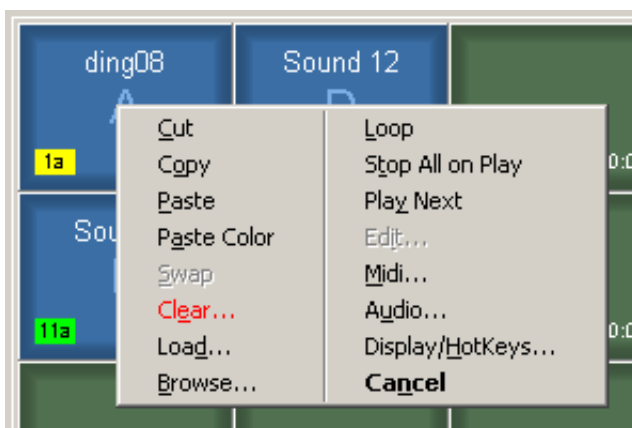 ding08
Sound 12
A
1a
Cut
Copy
Paste
Paste Color
Swap
Clear...
Load...
Browse...
Loop
Stop All on Play
Play Next
Edit...
Midi...
Audio...
Display/HotKeys...
Cancel
11a